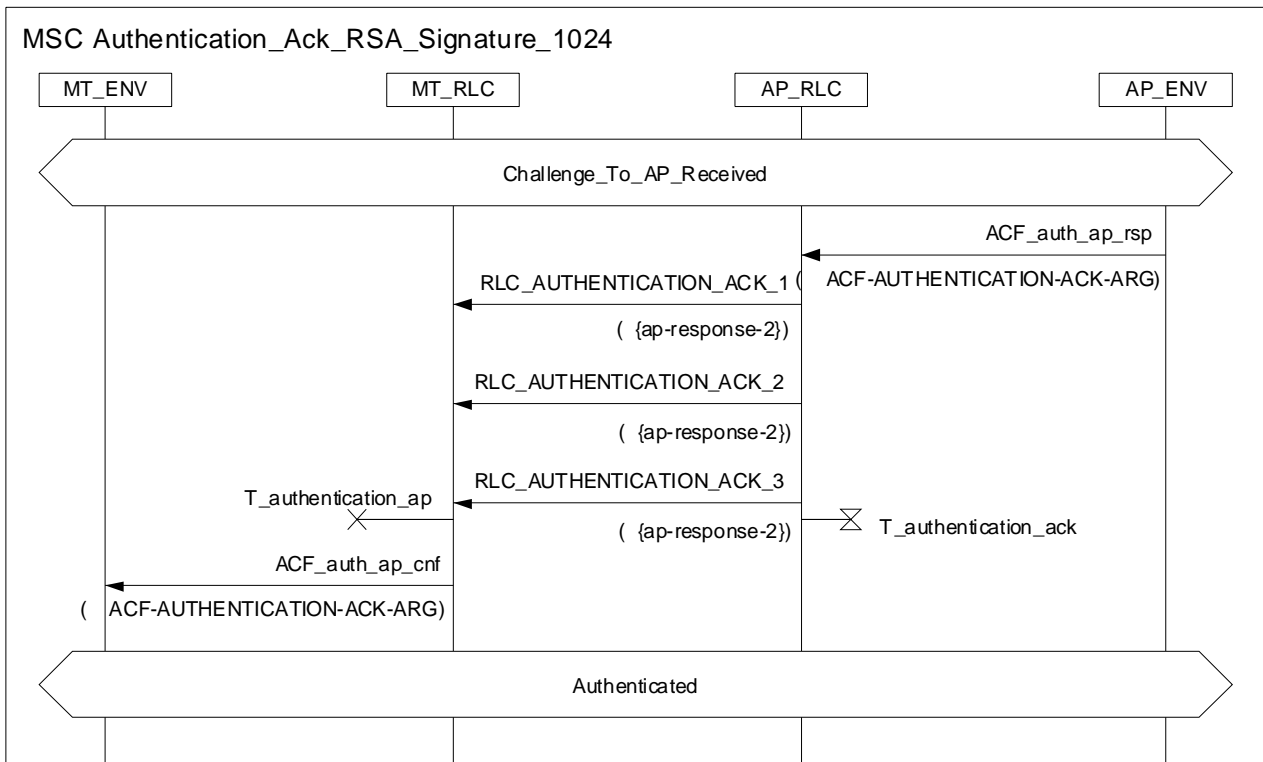 MSC Authentication_Ack_RSA_Signature_1024
MT_ENV MT_RLC AP_RLC AP_ENV
Challenge_To_AP_Received
ACF_auth_ap_rsp
RLC_AUTHENTICATION_ACK_1 ( ACF-AUTHENTICATION-ACK-ARG)
( {ap-response-2})
RLC_AUTHENTICATION_ACK_2
( {ap-response-2})
RLC_AUTHENTICATION_ACK_3
T_authentication_ap
( {ap-response-2}) T_authentication_ack
ACF_auth_ap_cnf
( ACF-AUTHENTICATION-ACK-ARG)
Authenticated